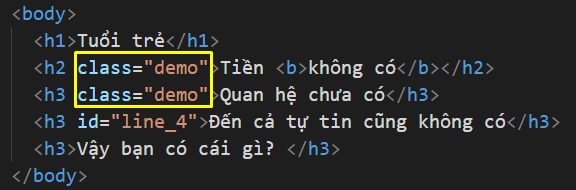 <body>
<h1>Tuổi trẻ</h1>
<h2 class="demo">Tiền <b>không có</b></h2>
<h3 class="demo">Quan hệ chưa có</h3>
<h3 id="line_4">Đến cả tự tin cũng không có</h3>
<h3>Vậy bạn có cái gì? </h3>
</body>